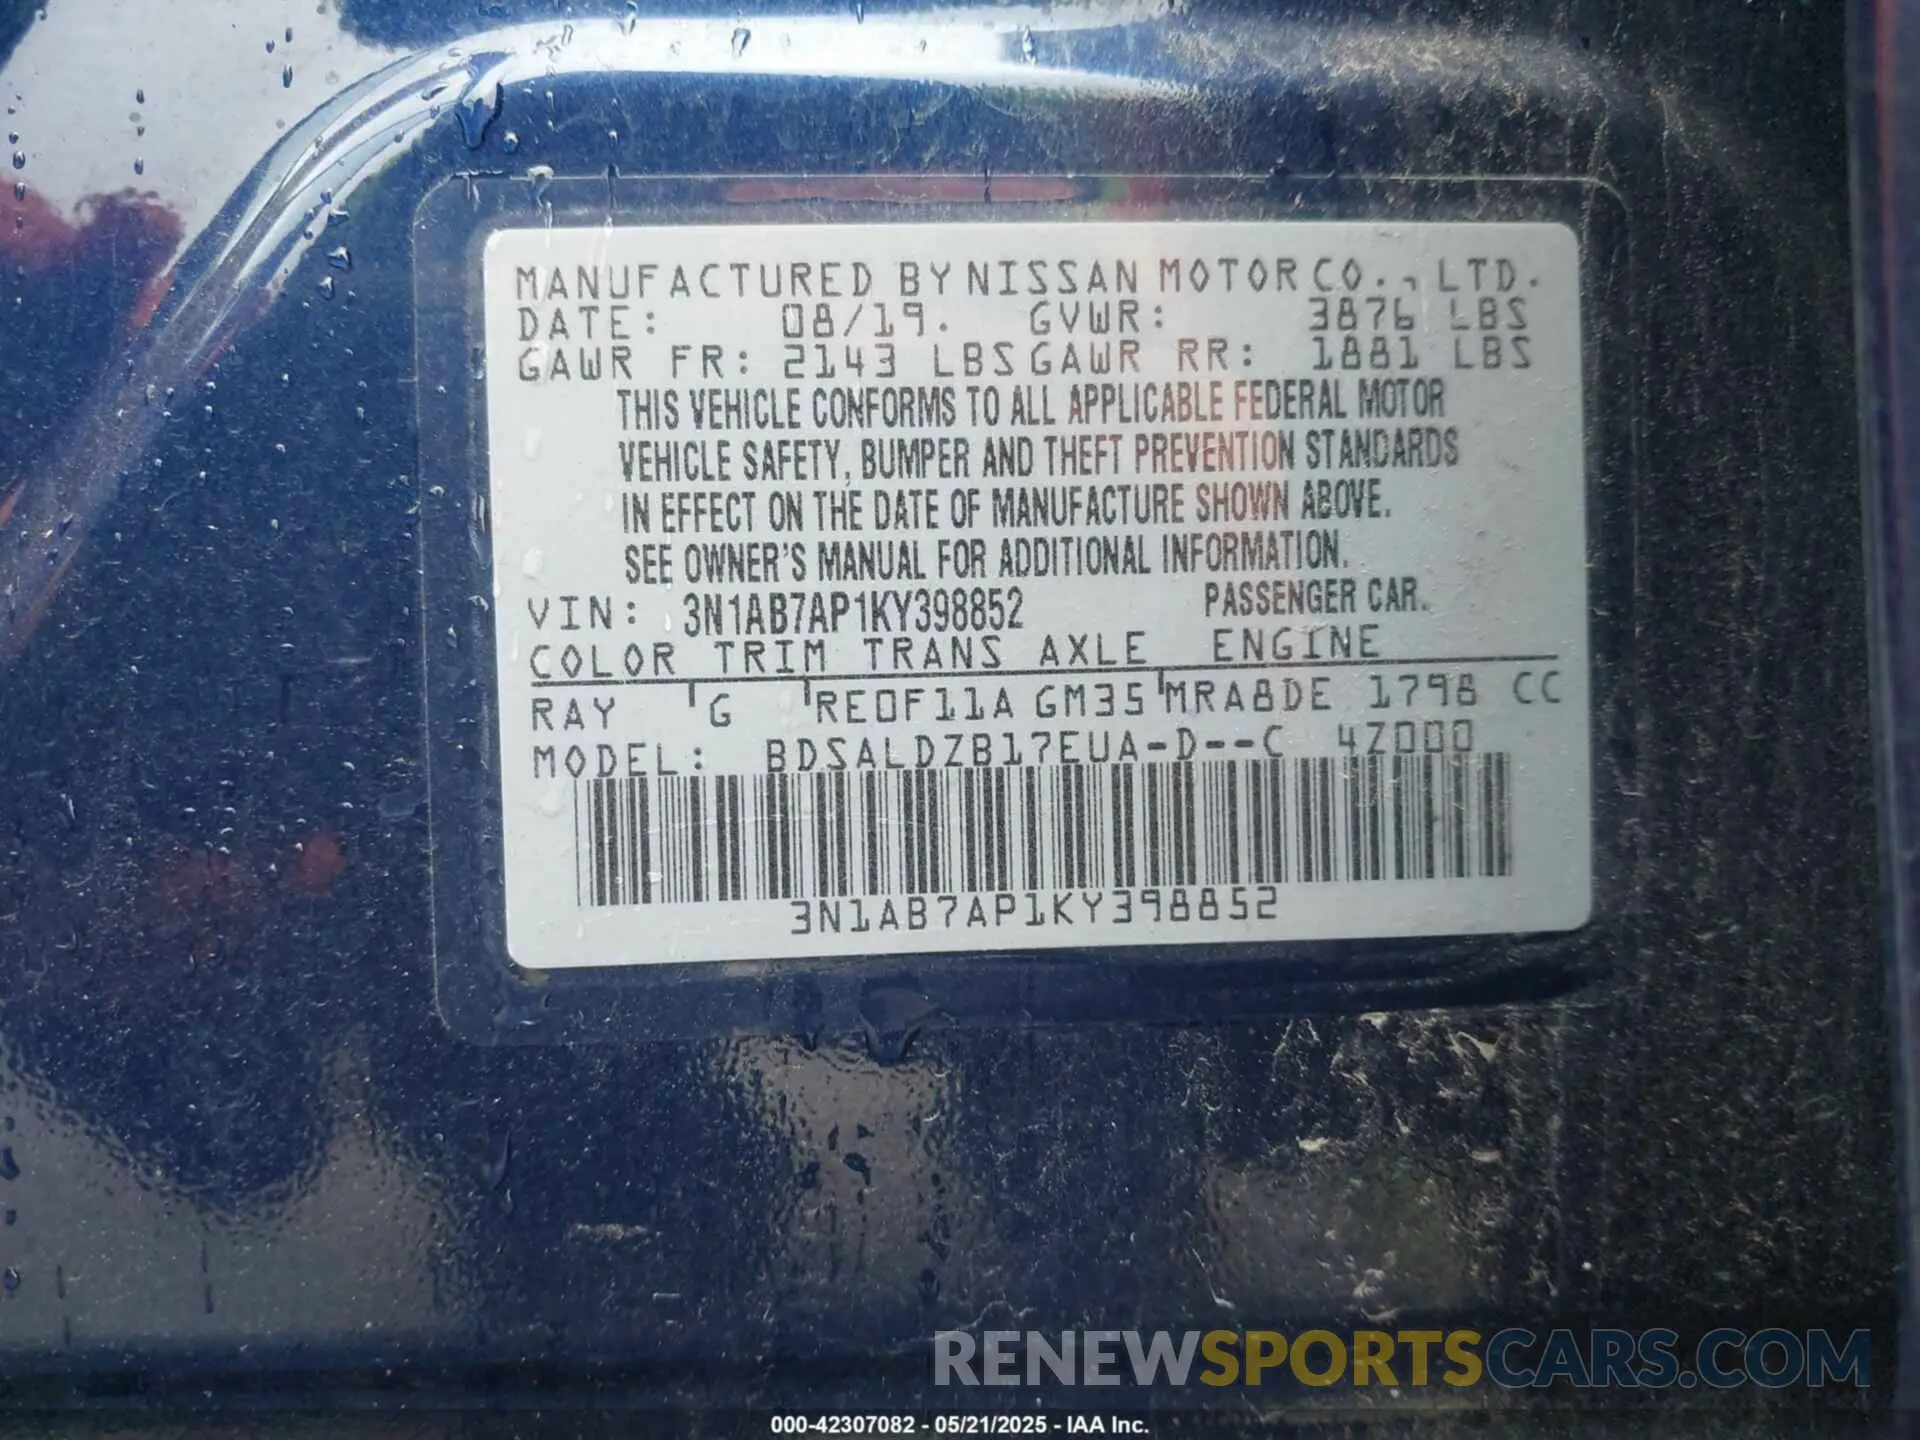 MANUFACTURED BY NISSAN MOTOR CO., LTD.
DATE: 08/19. GVWR: 3876 LBS
GAWR FR: 2143 LBS GAWR RR: 1881 LBS
THIS VEHICLE CONFORMS TO ALL APPLICABLE FEDERAL MOTOR
VEHICLE SAFETY, BUMPER AND THEFT PREVENTION STANDARDS
IN EFFECT ON THE DATE OF MANUFACTURE SHOWN ABOVE.
SEE OWNER'S MANUAL FOR ADDITIONAL INFORMATION.
VIN: 3N1AB7AP1KY398852 PASSENGER CAR.
COLOR TRIM TRANS AXLE ENGINE
RAY G RE0F11A GM35 MRA8DE 1798 CC
MODEL: BDSALDZB17EUA-D--C 4Z000
3N1AB7AP1KY398852
RENEWSPORTSCARS.COM
000-42307082 - 05/21/2025 - IAA Inc.